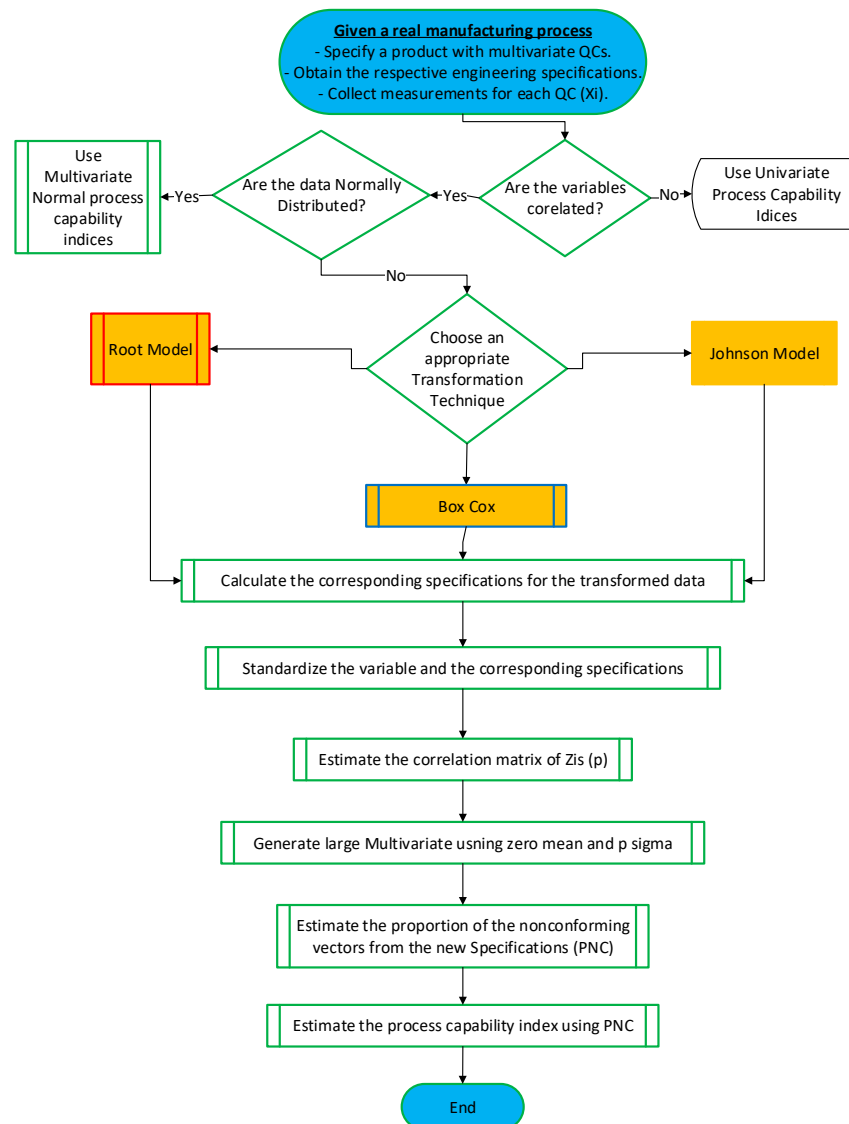 Given a real manufacturing process
- Specify a product with multivariate QCs.
- Obtain the respective engineering specifications.
- Collect measurements for each QC (Xi).
Use
Multivariate
Normal process
capability
indices
Yes
Are the data Normally
Distributed?
Yes
Are the variables
corelated?
No
Use Univariate
Process Capability
Idices
No
Root Model
Choose an
appropriate
Transformation
Technique
Johnson Model
Box Cox
Calculate the corresponding specifications for the transformed data
Standardize the variable and the corresponding specifications
Estimate the correlation matrix of Zis (p)
Generate large Multivariate usning zero mean and p sigma
Estimate the proportion of the nonconforming
vectors from the new Specifications (PNC)
Estimate the process capability index using PNC
End